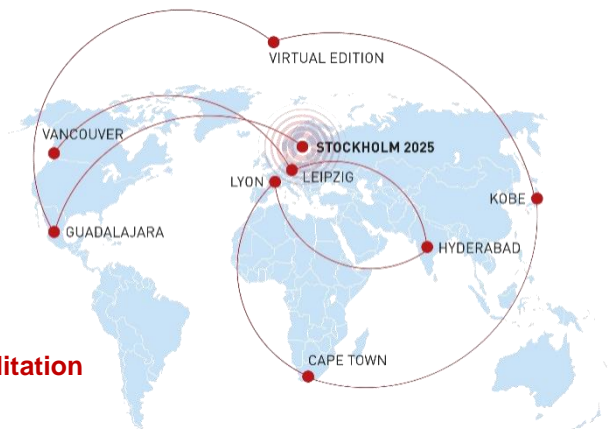 VIRTUAL EDITION
VANCOUVER
STOCKHOLM 2025
LYON
LEIPZIG
KOBE
GUADALAJARA
HYDERABAD
CAPE TOWN
litation